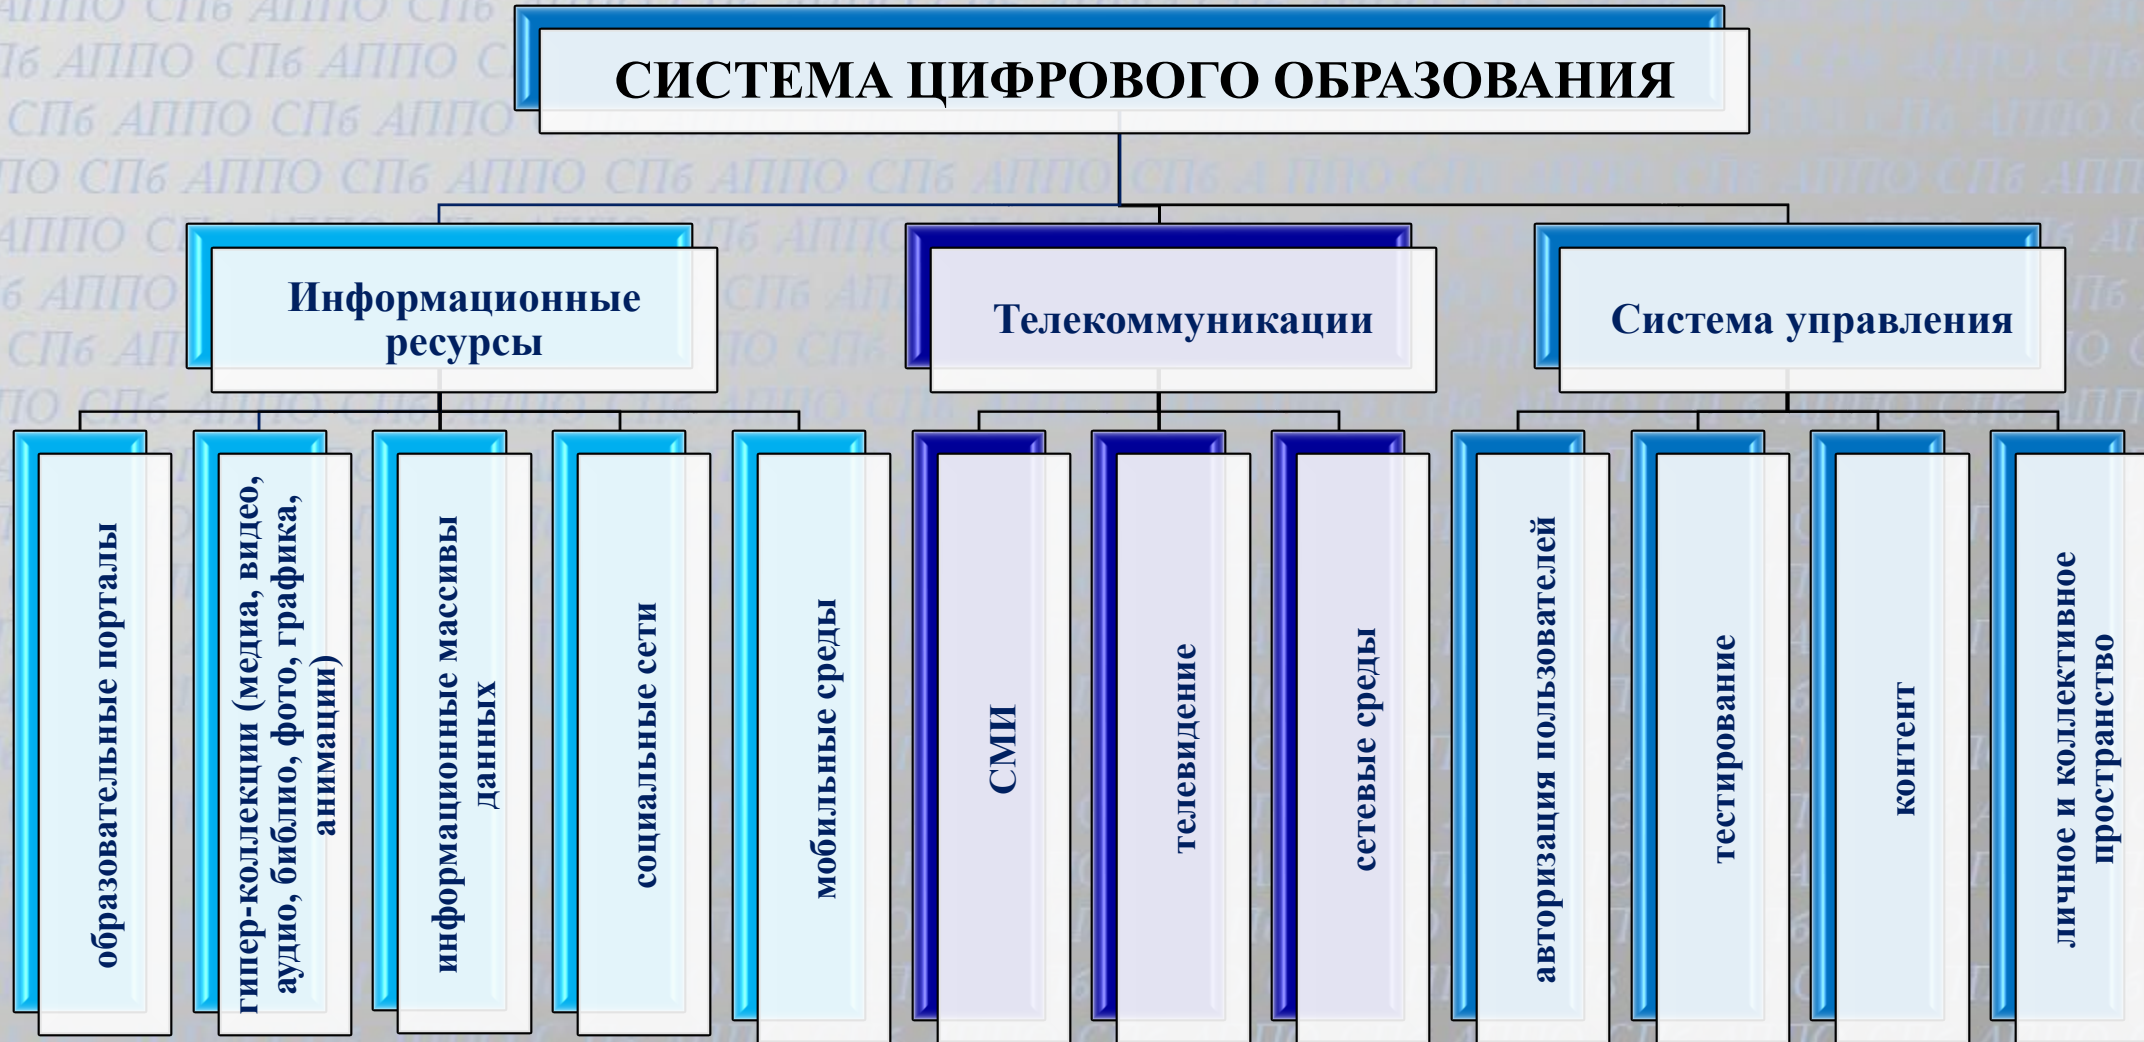 СИСТЕМА ЦИФРОВОГО ОБРАЗОВАНИЯ
Информационные
ресурсы
Телекоммуникации
Система управления
образовательные порталы
гипер-коллекции (медиа, видео,
аудио, библио, фото, графика,
анимации)
информационные массивы
данных
социальные сети
мобильные среды
СМИ
телевидение
сетевые среды
авторизация пользователей
тестирование
контент
личное и коллективное
пространство